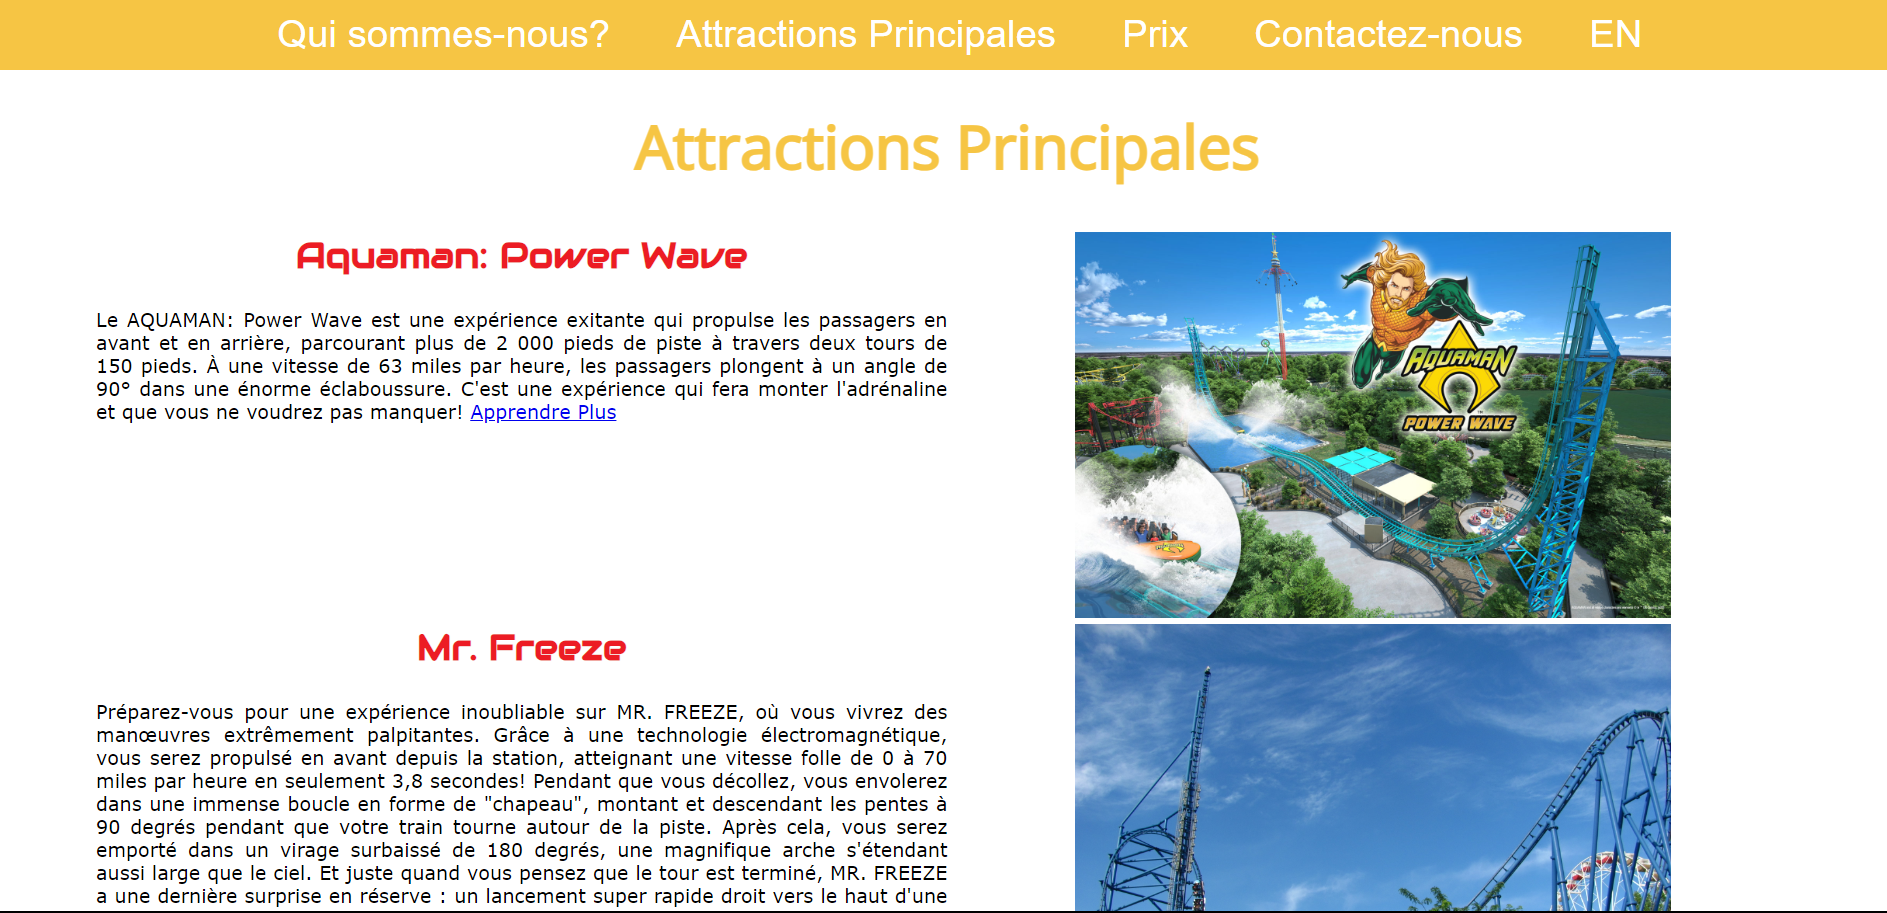 Qui sommes-nous? Attractions Principales Prix Contactez-nous EN
Attractions Principales
Aquaman: Power Wave
Le AQUAMAN: Power Wave est une expérience exitante qui propulse les passagers en
avant et en arrière, parcourant plus de 2 000 pieds de piste à travers deux tours de
150 pieds. À une vitesse de 63 miles par heure, les passagers plongent à un angle de
90° dans une énorme éclaboussure. C'est une expérience qui fera monter l'adrénaline
et que vous ne voudrez pas manquer! Apprendre Plus
AQUAMAN
POWER WAVE
Mr. Freeze
Préparez-vous pour une expérience inoubliable sur MR. FREEZE, où vous vivrez des
manœuvres extrêmement palpitantes. Grâce à une technologie électromagnétique,
vous serez propulsé en avant depuis la station, atteignant une vitesse folle de 0 à 70
miles par heure en seulement 3,8 secondes! Pendant que vous décollez, vous envolerez
dans une immense boucle en forme de "chapeau", montant et descendant les pentes à
90 degrés pendant que votre train tourne autour de la piste. Après cela, vous serez
emporté dans un virage surbaissé de 180 degrés, une magnifique arche s'étendant
aussi large que le ciel. Et juste quand vous pensez que le tour est terminé, MR. FREEZE
a une dernière surprise en réserve : un lancement super rapide droit vers le haut d'une